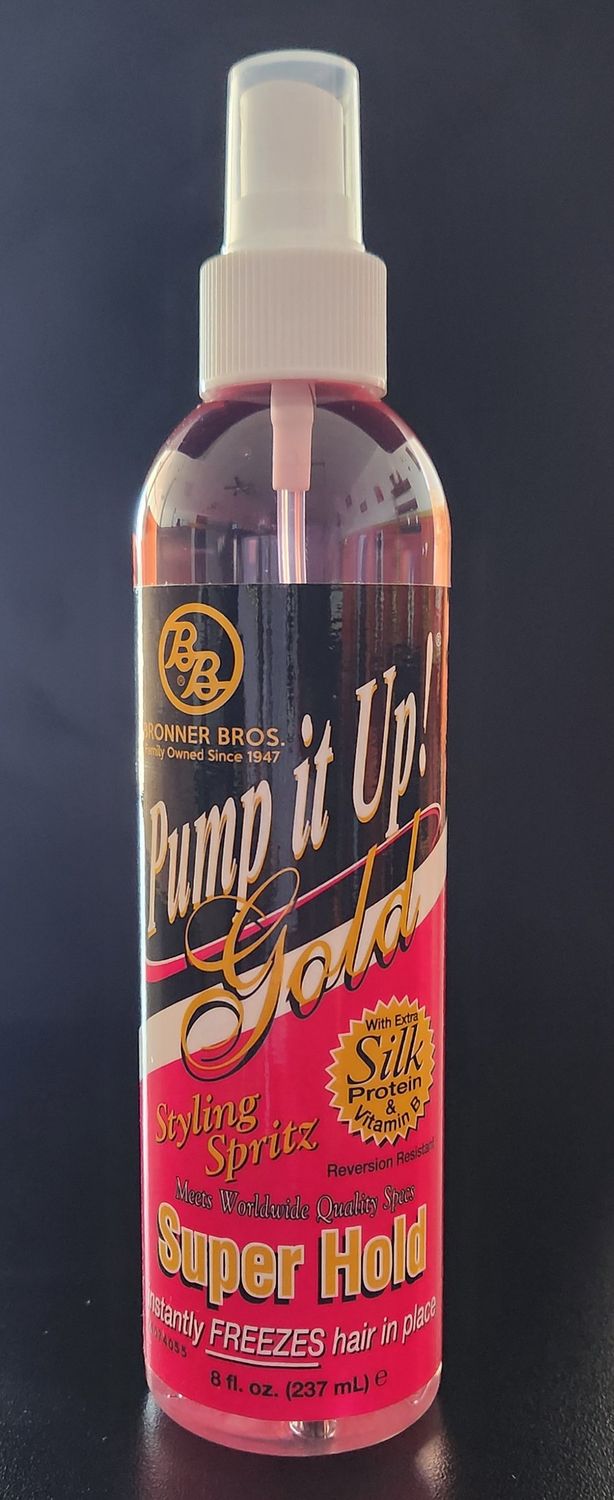 BB
®
BRONNER BROS.
Family Owned Since 1947
Pump it Up!
Gold
With Extra
Silk
Protein
&
Vitamin B
Styling
Spritz
Reversion Resistant
Meets Worldwide Quality Specs
Super Hold
Instantly FREEZES hair in place
8 fl. oz. (237 mL) ℮